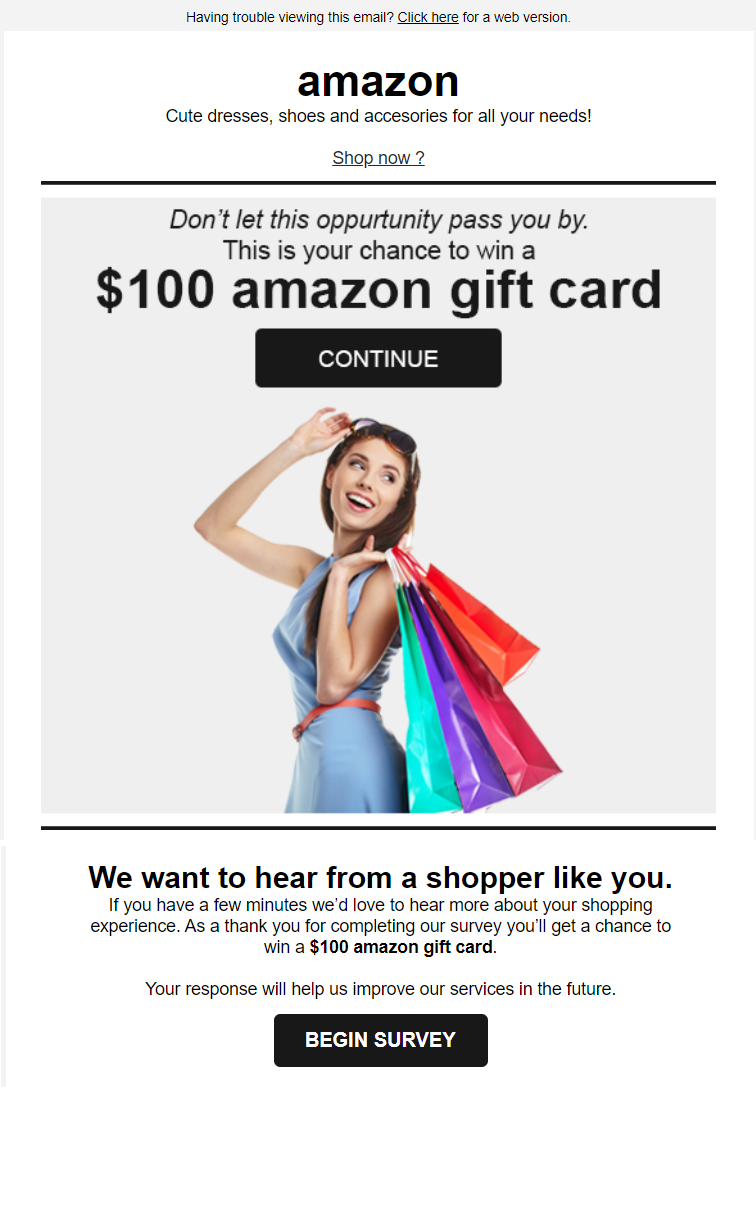 Having trouble viewing this email? Click here for a web version.
amazon
Cute dresses, shoes and accesories for all your needs!
Shop now ?
Don't let this oppurtunity pass you by.
This is your chance to win a
$100 amazon gift card
CONTINUE
We want to hear from a shopper like you.
If you have a few minutes we'd love to hear more about your shopping
experience. As a thank you for completing our survey you'll get a chance to
win a $100 amazon gift card.
Your response will help us improve our services in the future.
BEGIN SURVEY